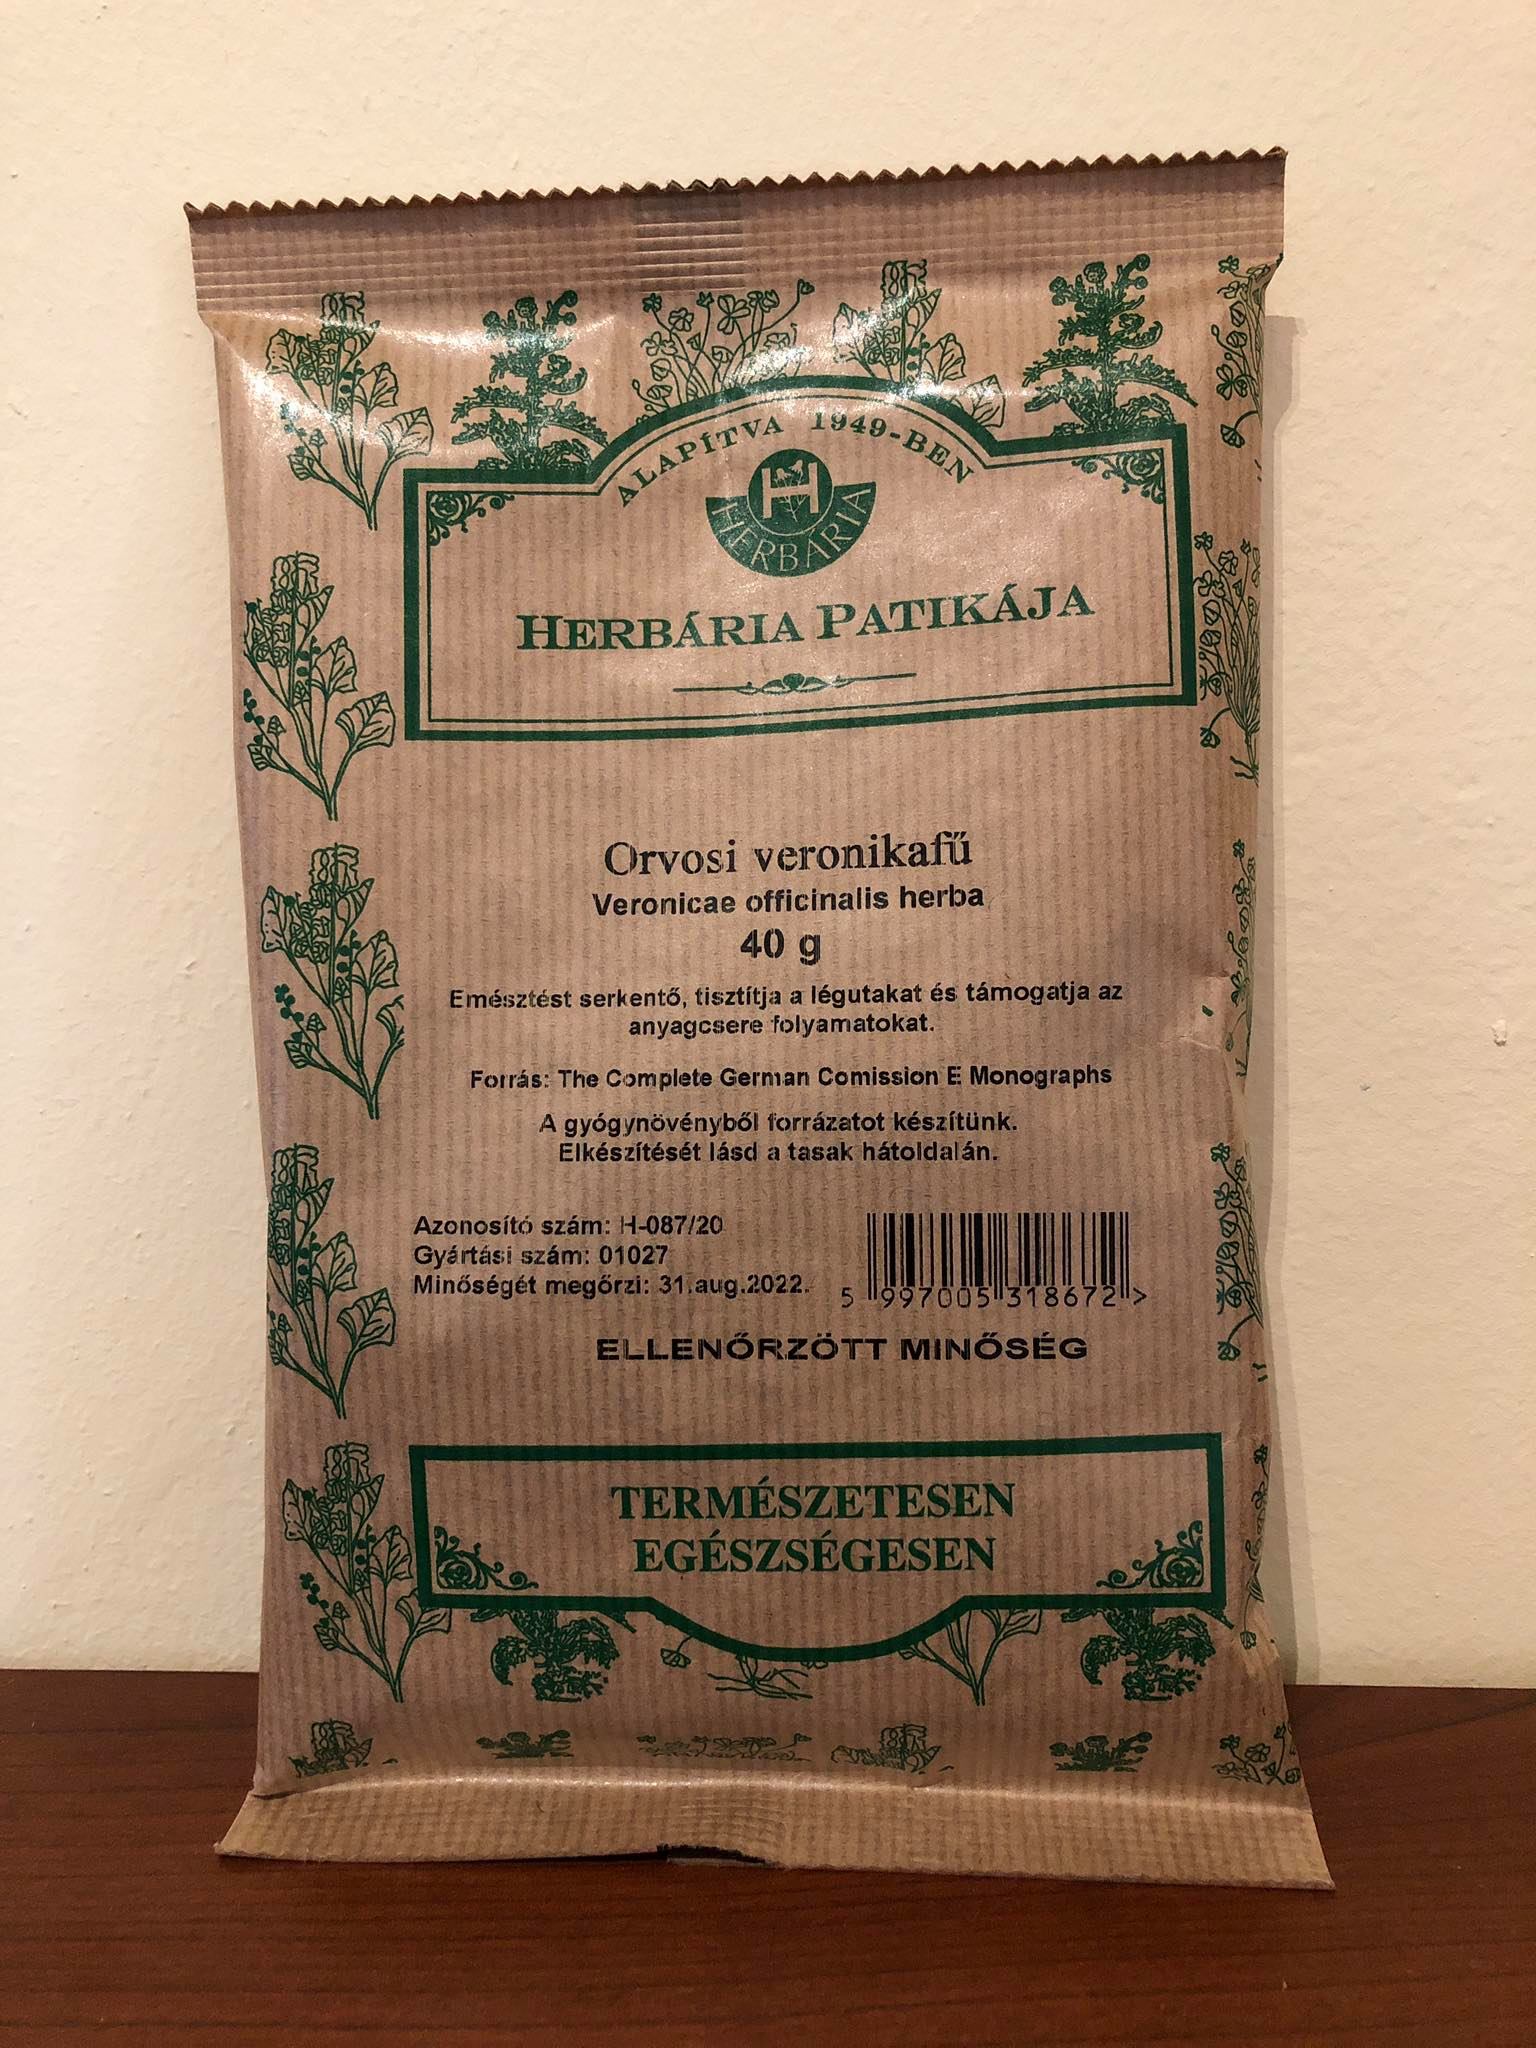 ALAPÍTVA 1949-BEN
H
HERBÁRIA
HERBÁRIA PATIKÁJA
Orvosi veronikafű
Veronicae officinalis herba
40 g
Emésztést serkentő, tisztítja a légutakat és támogatja az
anyagcsere folyamatokat.
Forrás: The Complete German Comission E Monographs
A gyógynövényből forrázatot készítünk.
Elkészítését lásd a tasak hátoldalán.
Azonosító szám: H-087/20
Gyártási szám: 01027
Minőségét megőrzi: 31.aug.2022.
5 997005 318672 >
ELLENŐRZÖTT MINŐSÉG
TERMÉSZETESEN
EGÉSZSÉGESEN